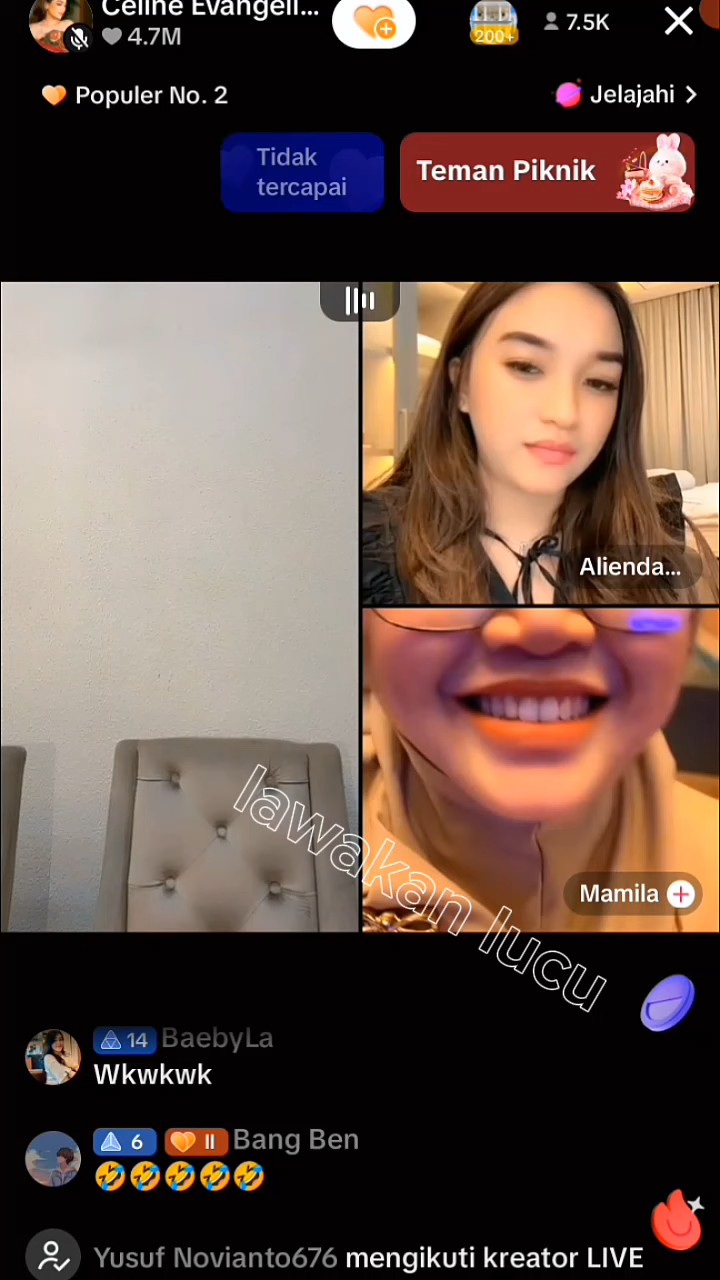 Celine Evangeli...
4.7M
200+
7.5K
Populer No. 2
Jelajahi
Tidak
tercapai
Teman Piknik
Alienda...
lawakan lucu
Mamila
14 BaebyLa
Wkwkwk
6 II Bang Ben
🤣🤣🤣🤣🤣
Yusuf Novianto676 mengikuti kreator LIVE